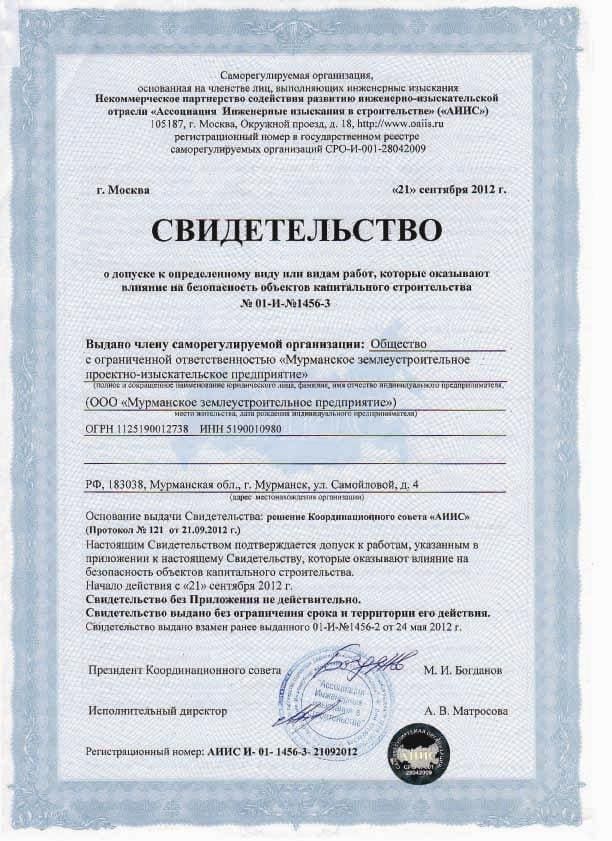 Саморегулируемая организация,
основанная на членстве лиц, выполняющих инженерные изыскания
Некоммерческое партнерство содействия развитию инженерно-изыскательской
отрасли «Ассоциация Инженерные изыскания в строительстве» («АИИС»)
105187, г. Москва, Окружной проезд, д. 18, http://www.oaiis.ru
регистрационный номер в государственном реестре
саморегулируемых организаций СРО-И-001-28042009
г. Москва «21» сентября 2012 г.
СВИДЕТЕЛЬСТВО
о допуске к определенному виду или видам работ, которые оказывают
влияние на безопасность объектов капитального строительства
№ 01-И-№1456-3
Выдано члену саморегулируемой организации: Общество
с ограниченной ответственностью «Мурманское землеустроительное
проектно-изыскательское предприятие»
(полное и сокращенное наименование юридического лица, фамилия, имя отчество индивидуального предпринимателя,
(ООО «Мурманское землеустроительное предприятие»)
место жительства, дата рождения индивидуального предпринимателя)
ОГРН 1125190012738 ИНН 5190010980
РФ, 183038, Мурманская обл., г. Мурманск, ул. Самойловой, д. 4
(адрес местонахождения организации)
Основание выдачи Свидетельства: решение Координационного совета «АИИС»
(Протокол № 121 от 21.09.2012 г.)
Настоящим Свидетельством подтверждается допуск к работам, указанным в
приложении к настоящему Свидетельству, которые оказывают влияние на
безопасность объектов капитального строительства.
Начало действия с «21» сентября 2012 г.
Свидетельство без Приложения не действительно.
Свидетельство выдано без ограничения срока и территории его действия.
Свидетельство выдано взамен ранее выданного 01-И-№1456-2 от 24 мая 2012 г.
Президент Координационного совета М. И. Богданов
"Ассоциация
Инженерные
изыскания в
строительстве"
Исполнительный директор А. В. Матросова
Регистрационный номер: АИИС И- 01- 1456-3- 21092012
САМОРЕГУЛИРУЕМАЯ ОРГАНИЗАЦИЯ
АИИС
СРО-И-001
28042009